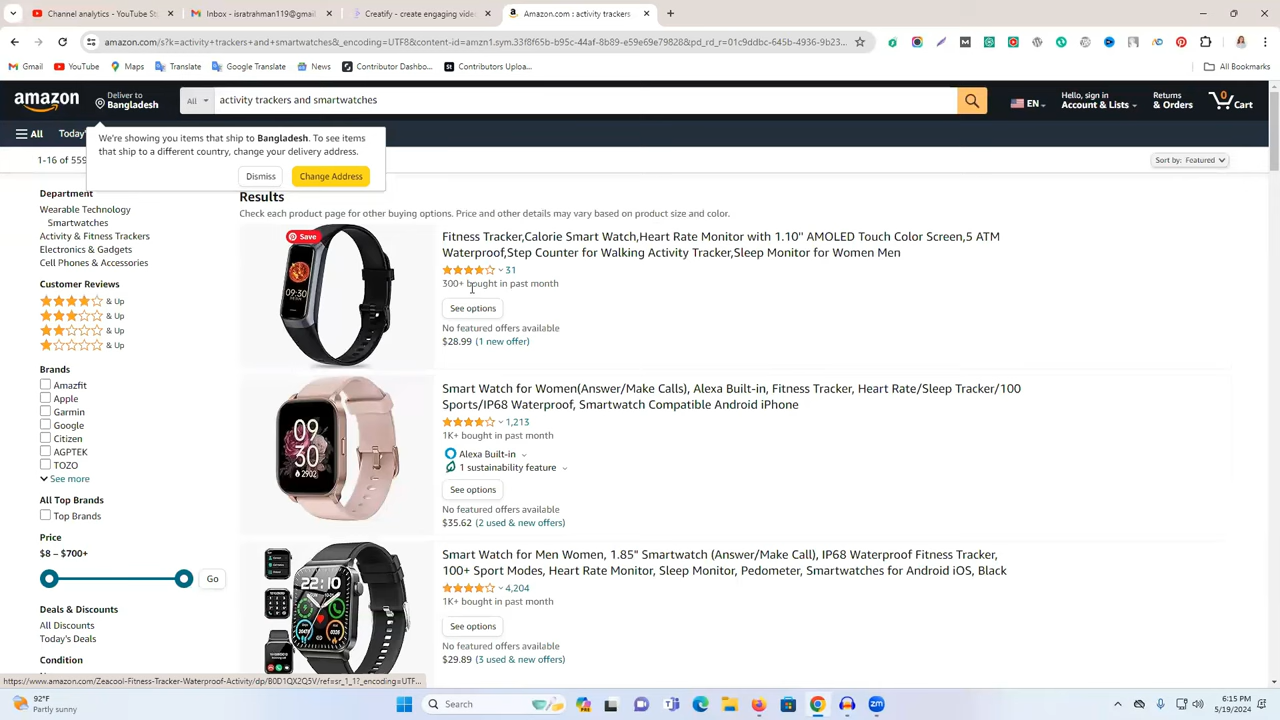 Channel content - YouTube St
Inbox - isratrahman119@gmail
Creatify - create engaging video
Amazon.com : activity trackers
amazon.com/s?k=activity+trackers+and+smartwatches&_encoding=UTF8&content-id=amzn1.sym.33f8f65b-b95c-44af-8b89-e59e69e79828&pd_rd_r=01c9ddbc-645b-4936-9b23...
Gmail
YouTube
Maps
Translate
Google Translate
News
Contributor Dashbo...
Contributors Uploa...
All Bookmarks
amazon
Deliver to
Bangladesh
All
activity trackers and smartwatches
EN
Hello, sign in
Account & Lists
Returns
& Orders
0
Cart
All
Today
We're showing you items that ship to Bangladesh. To see items
that ship to a different country, change your delivery address.
Dismiss
Change Address
1-16 of 559
Sort by: Featured
Department
Wearable Technology
Smartwatches
Activity & Fitness Trackers
Electronics & Gadgets
Cell Phones & Accessories
Customer Reviews
& Up
& Up
& Up
& Up
Brands
Amazfit
Apple
Garmin
Google
Citizen
AGPTEK
TOZO
See more
All Top Brands
Top Brands
Price
$8 – $700+
Go
Deals & Discounts
All Discounts
Today's Deals
Condition
Results
Check each product page for other buying options. Price and other details may vary based on product size and color.
Save
09:30
Fitness Tracker,Calorie Smart Watch,Heart Rate Monitor with 1.10'' AMOLED Touch Color Screen,5 ATM
Waterproof,Step Counter for Walking Activity Tracker,Sleep Monitor for Women Men
31
300+ bought in past month
See options
No featured offers available
$28.99 (1 new offer)
09
30
Smart Watch for Women(Answer/Make Calls), Alexa Built-in, Fitness Tracker, Heart Rate/Sleep Tracker/100
Sports/IP68 Waterproof, Smartwatch Compatible Android iPhone
1,213
1K+ bought in past month
Alexa Built-in
1 sustainability feature
See options
No featured offers available
$35.62 (2 used & new offers)
22:10
Smart Watch for Men Women, 1.85" Smartwatch (Answer/Make Call), IP68 Waterproof Fitness Tracker,
100+ Sport Modes, Heart Rate Monitor, Sleep Monitor, Pedometer, Smartwatches for Android iOS, Black
4,204
1K+ bought in past month
See options
No featured offers available
$29.89 (3 used & new offers)
https://www.amazon.com/Zeacool-Fitness-Tracker-Waterproof-Activity/dp/B0D1QX2Q5V/ref=sr_1_1?_encoding=UTF...
92°F
Partly sunny
Search
6:15 PM
5/19/2024